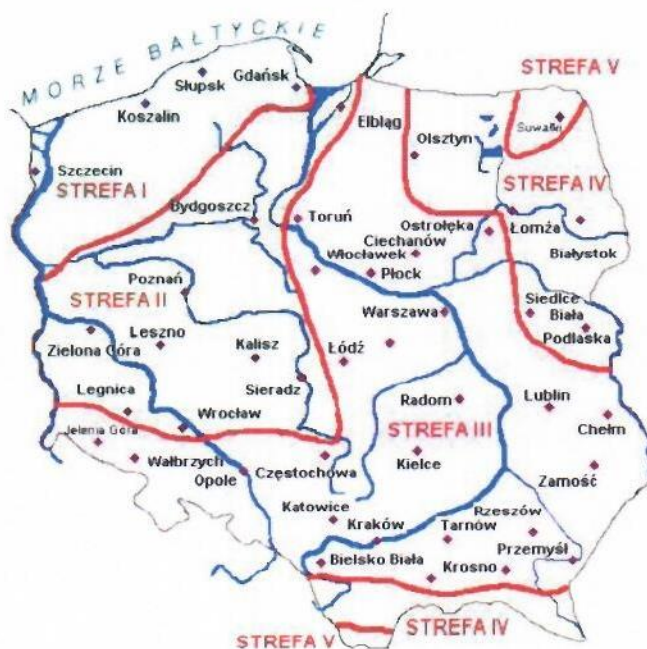 MORZE BAŁTYCKIE
STREFA V
Słupsk
Gdańsk
Koszalin
Elbląg
Olsztyn
Suwałki
Szczecin
STREFA I
STREFA IV
Bydgoszcz
Toruń
Ostrołęka
Łomża
Ciechanów
Włocławek
Białystok
Płock
Poznań
STREFA II
Siedlce
Warszawa
Biała
Podlaska
Leszno
Zielona Góra
Kalisz
Łódź
Sieradz
Legnica
Radom
Lublin
Wrocław
Chełm
STREFA III
Jelenia Góra
Wałbrzych
Opole
Częstochowa
Kielce
Zamość
Katowice
Rzeszów
Kraków
Tarnów
Przemyśl
Bielsko Biała
Krosno
STREFA V
STREFA IV